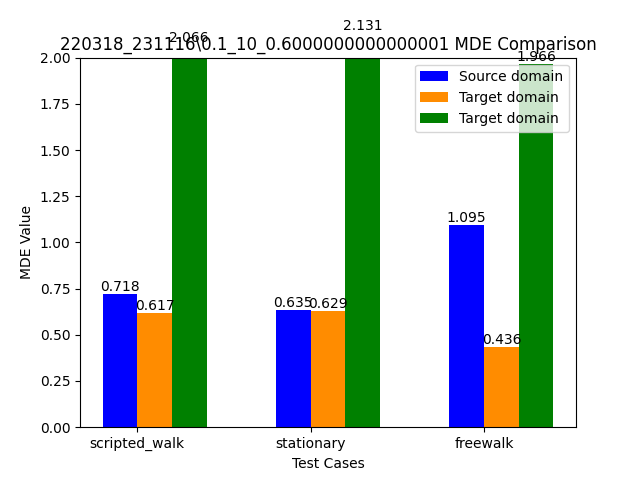 2.131
2.066
220318_231116\0.1_10_0.6000000000000001 MDE Comparison
2.00
1.75
1.50
1.25
1.00
0.75
0.50
0.25
0.00
MDE Value
Source domain
Target domain
Target domain
1.966
1.095
0.718
0.617
0.635
0.629
0.436
scripted_walk
stationary
freewalk
Test Cases